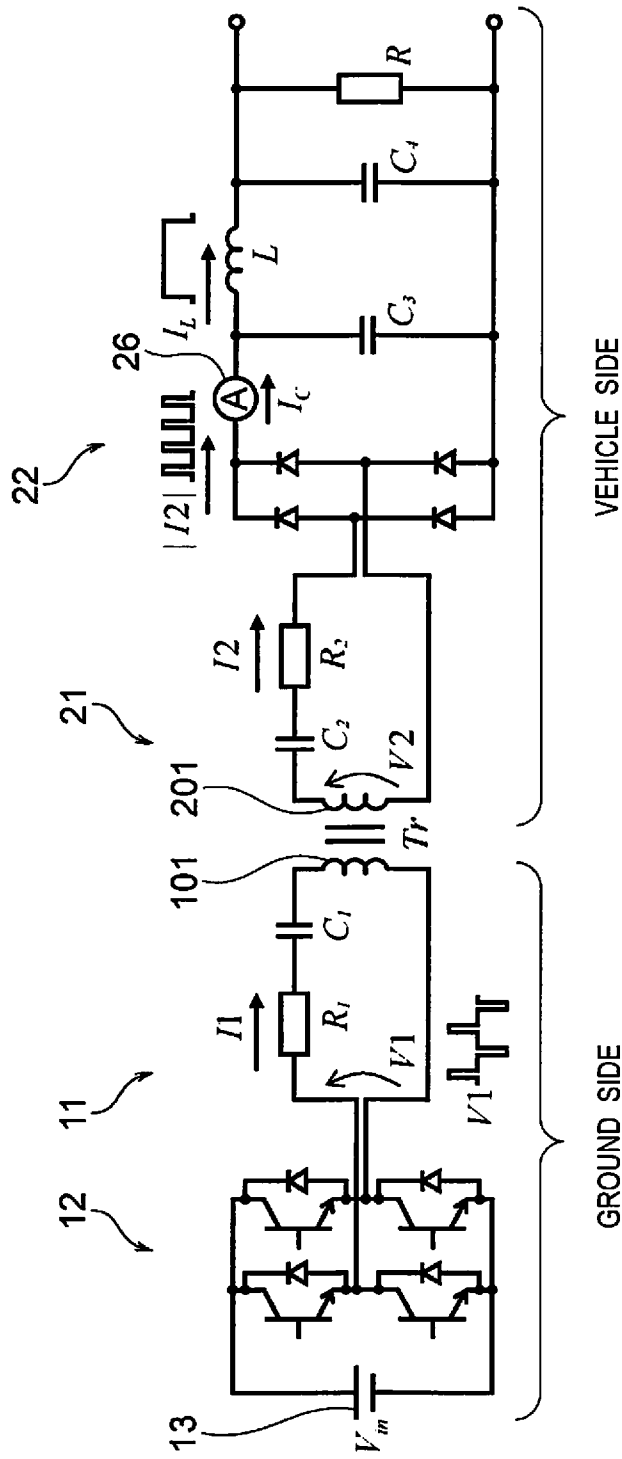 22
21
11
12
| I2 |
I_L
26
A
I_C
L
C₃
C₄
R
I2
R₂
C₂
201
V2
Tr
101
C₁
I1
R₁
V1
V1
13
V_in
GROUND SIDE
VEHICLE SIDE